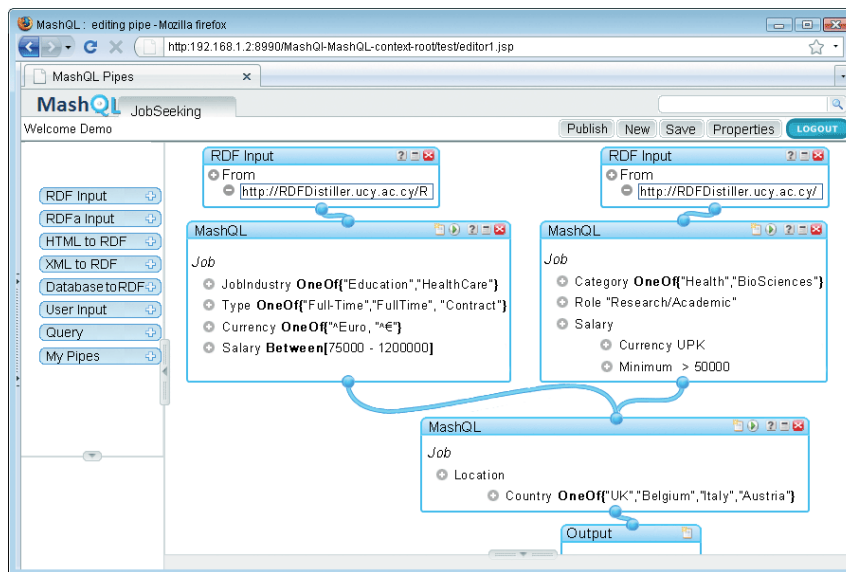 MashQL : editing pipe - Mozilla firefox
http:192.168.1.2:8990/MashQl-MashQL-context-root/test/editor1.jsp
MashQL Pipes
MashQL JobSeeking
Welcome Demo
Publish New Save Properties LOGOUT
RDF Input
RDFa Input
HTML to RDF
XML to RDF
DatabasetoRDF
User Input
Query
My Pipes
RDF Input
From
http://RDFDistiller.ucy.ac.cy/R
RDF Input
From
http://RDFDistiller.ucy.ac.cy/
MashQL
Job
JobIndustry OneOf{"Education","HealthCare"}
Type OneOf{"Full-Time","FullTime", "Contract"}
Currency OneOf{"^Euro, "^€"}
Salary Between[75000 - 1200000]
MashQL
Job
Category OneOf{"Health","BioSciences"}
Role "Research/Academic"
Salary
Currency UPK
Minimum > 50000
MashQL
Job
Location
Country OneOf{"UK","Belgium","Italy","Austria"}
Output